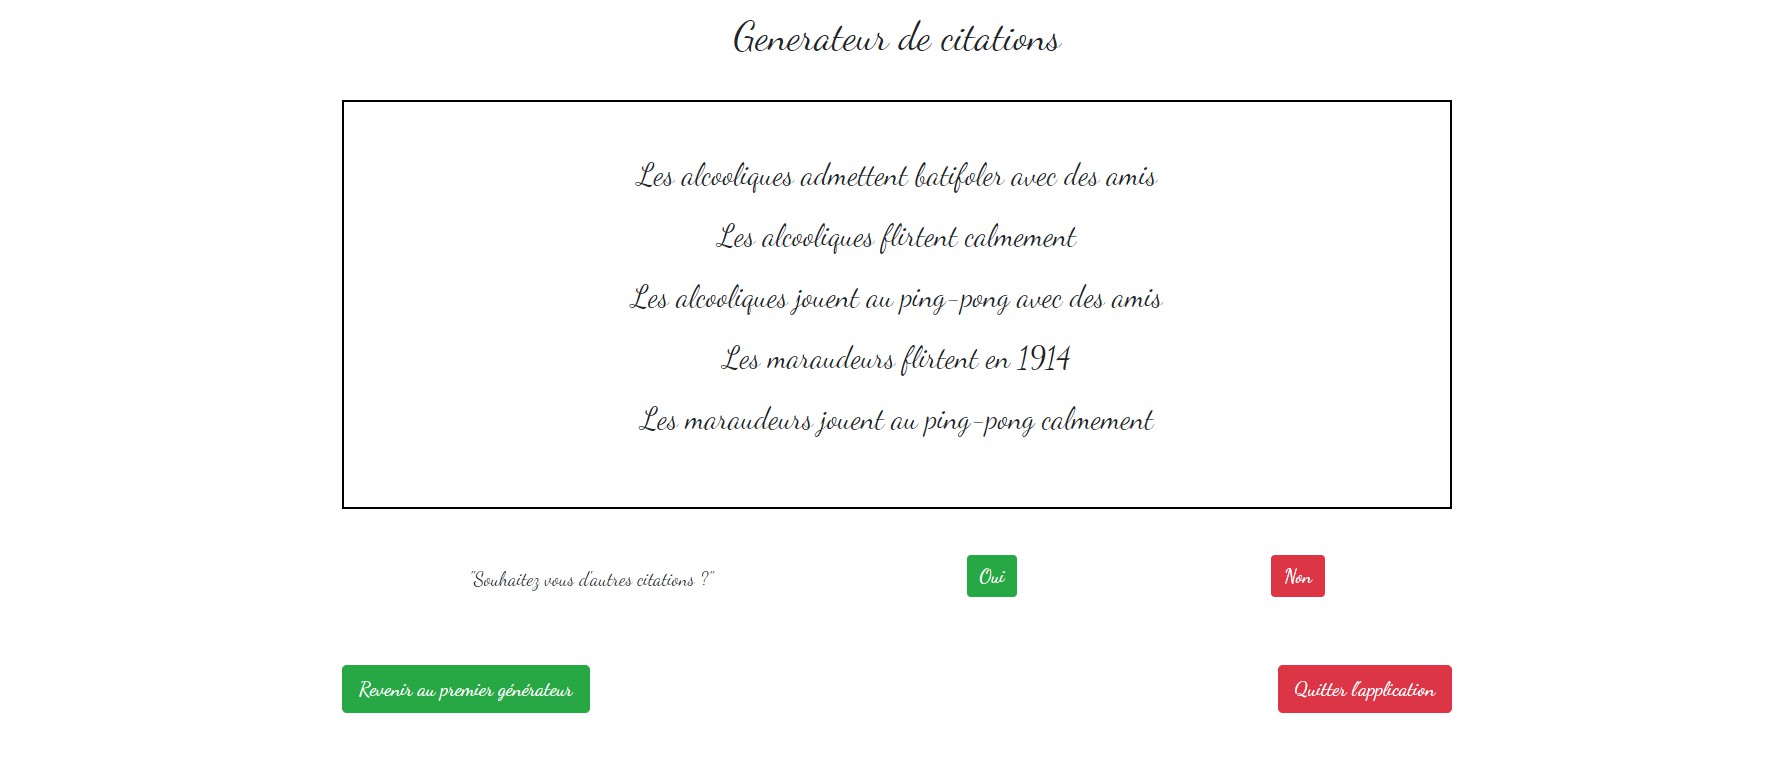 Generateur de citations
Les alcooliques admettent batifoler avec des amis
Les alcooliques flirtent calmement
Les alcooliques jouent au ping-pong avec des amis
Les maraudeurs flirtent en 1914
Les maraudeurs jouent au ping-pong calmement
"Souhaitez vous d'autres citations ?"
Oui
Non
Revenir au premier générateur
Quitter l'application